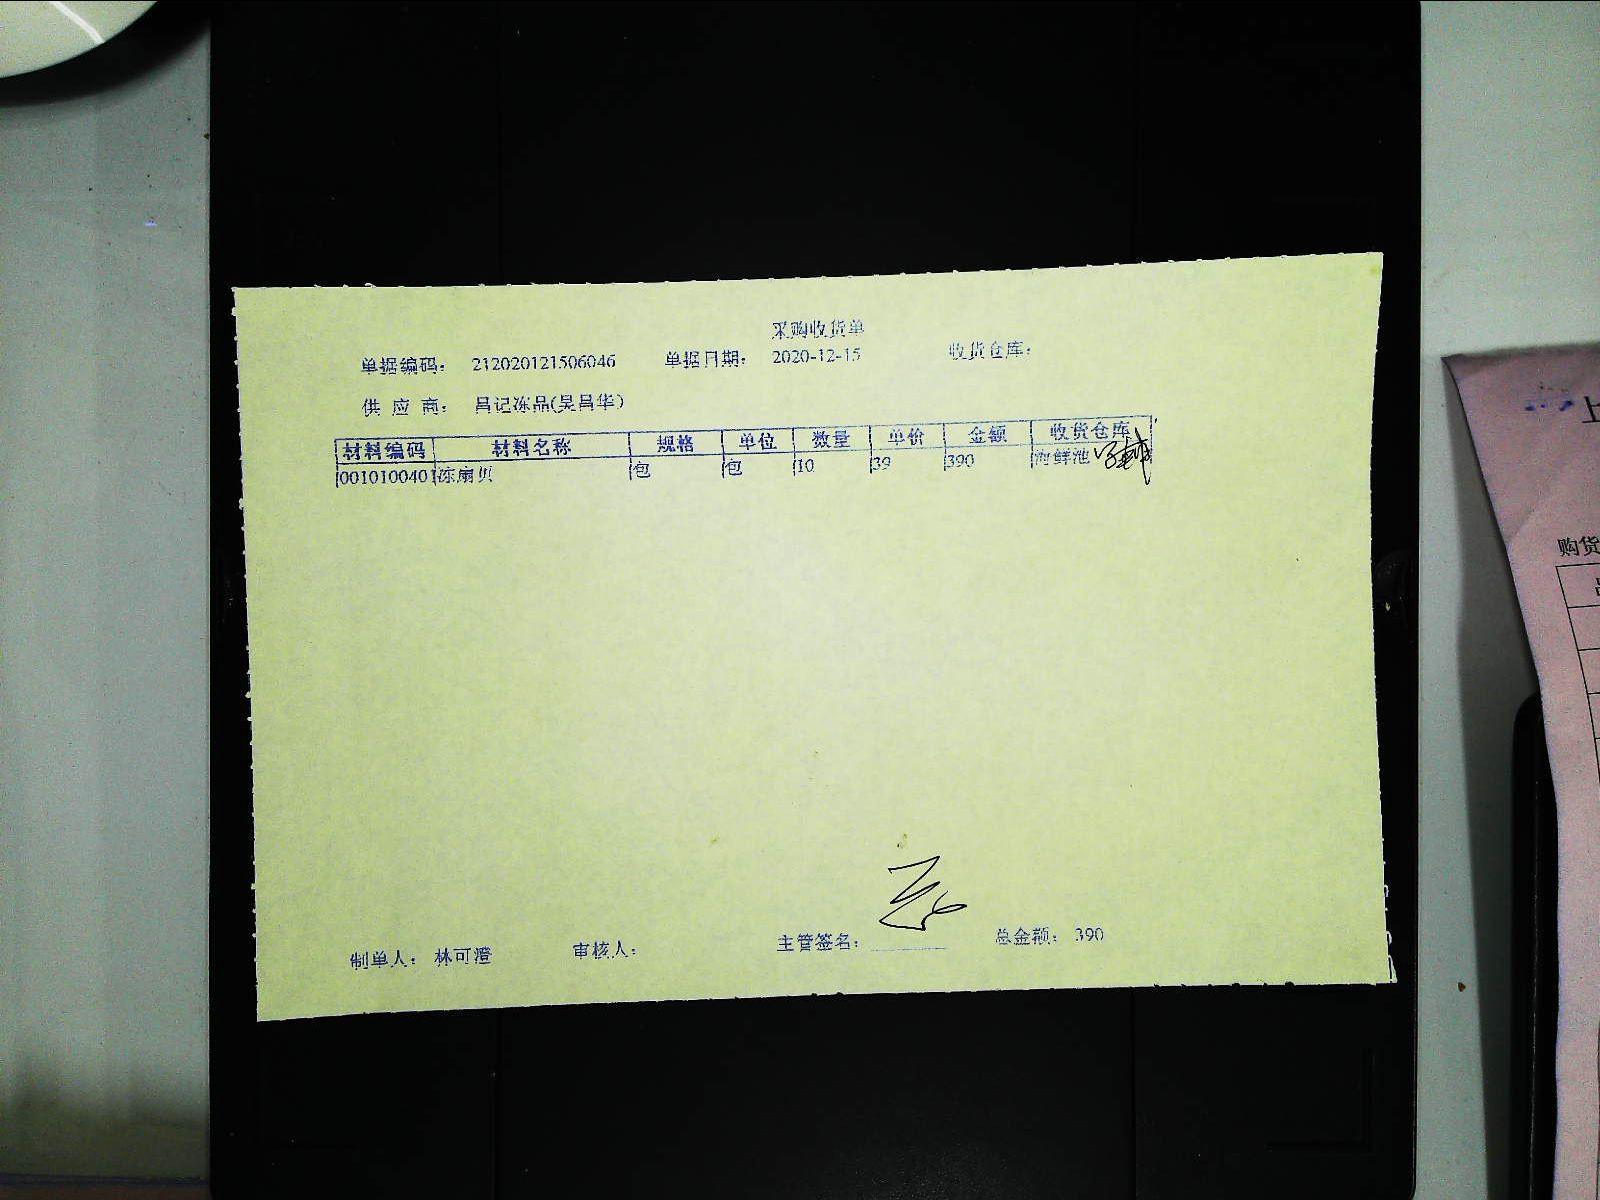 采购收货单
单据编码： 212020121506046 单据日期： 2020-12-15 收货仓库：
供 应 商： 吕记冻品(吴昌华)
材料编码 材料名称 规格 单位 数量 单价 金额 收货仓库
0010100401 冻扇贝 包 包 10 39 390 海鲜池
制单人： 林可澄 审核人： 主管签名： 总金额： 390
上
购货